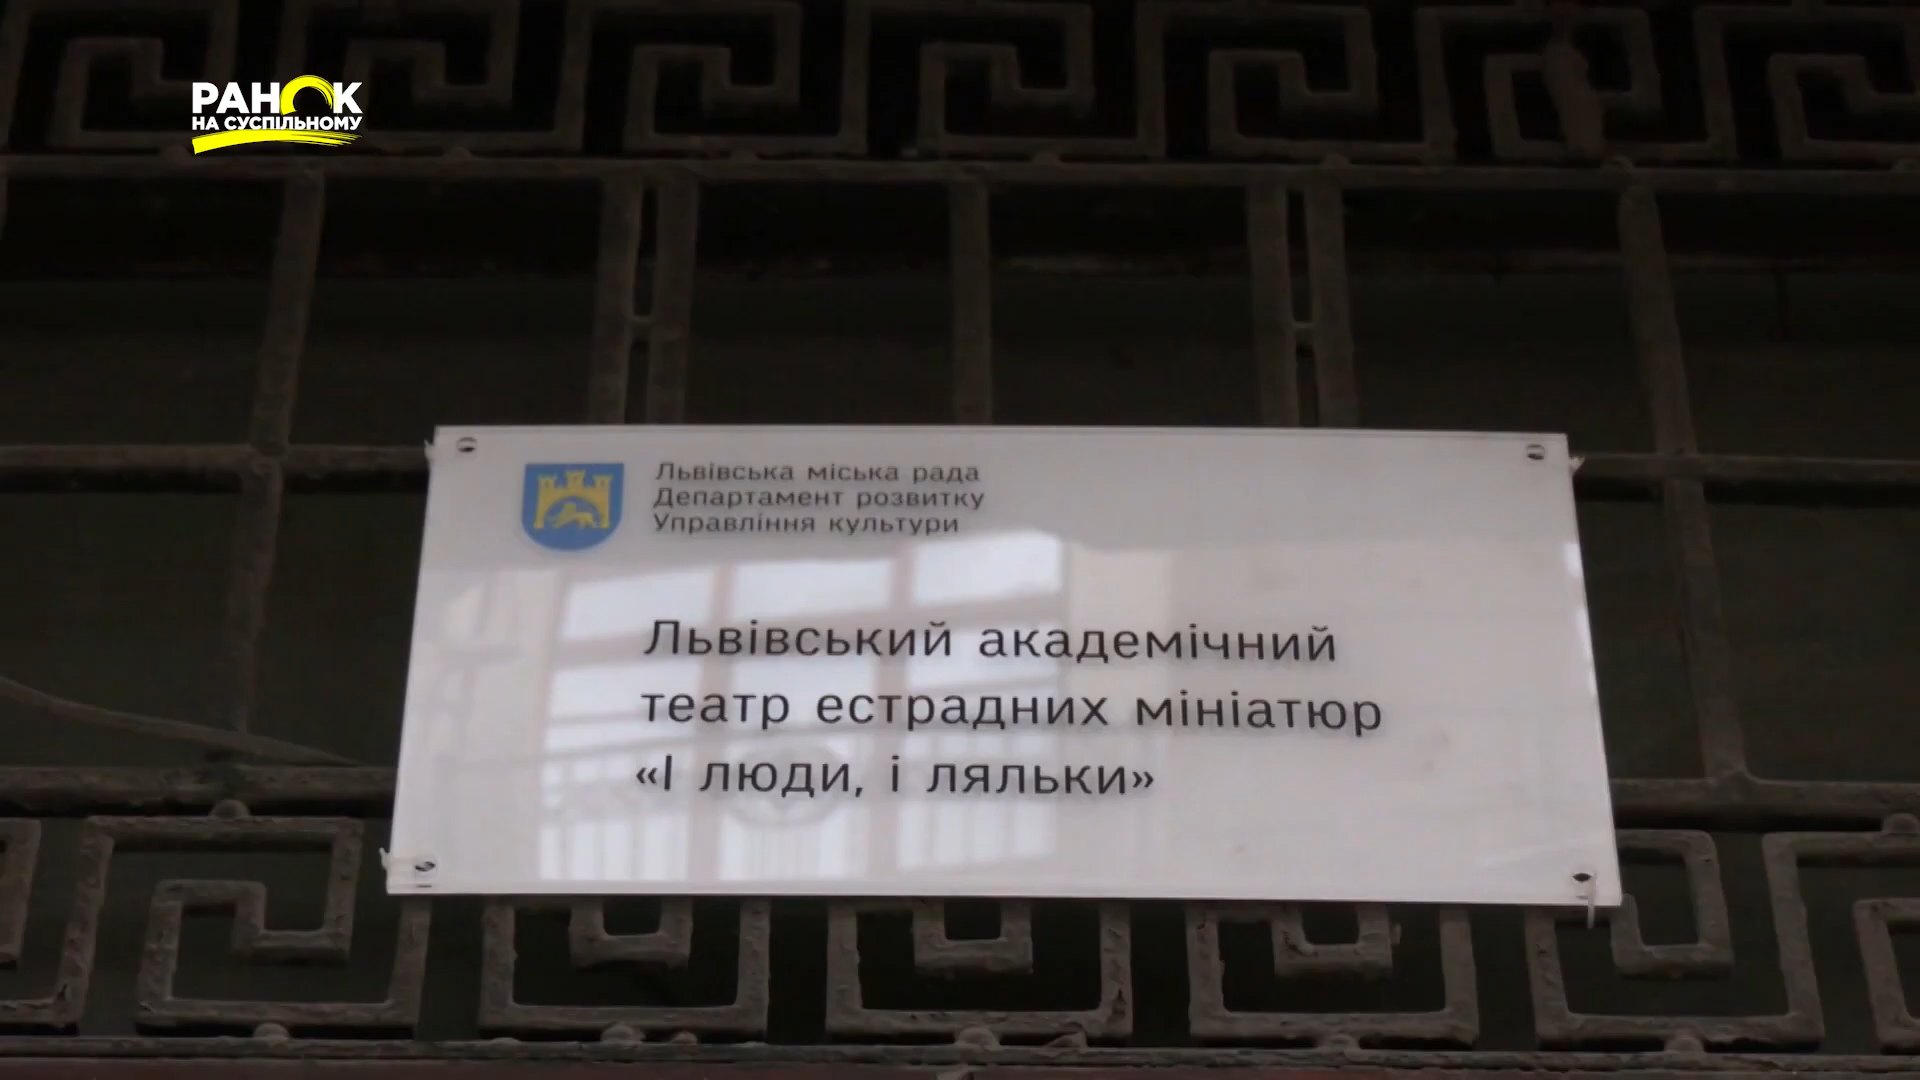 РАНОК
НА СУСПІЛЬНОМУ
Львівська міська рада
Департамент розвитку
Управління культури
Львівський академічний
театр естрадних мініатюр
«І люди, і ляльки»